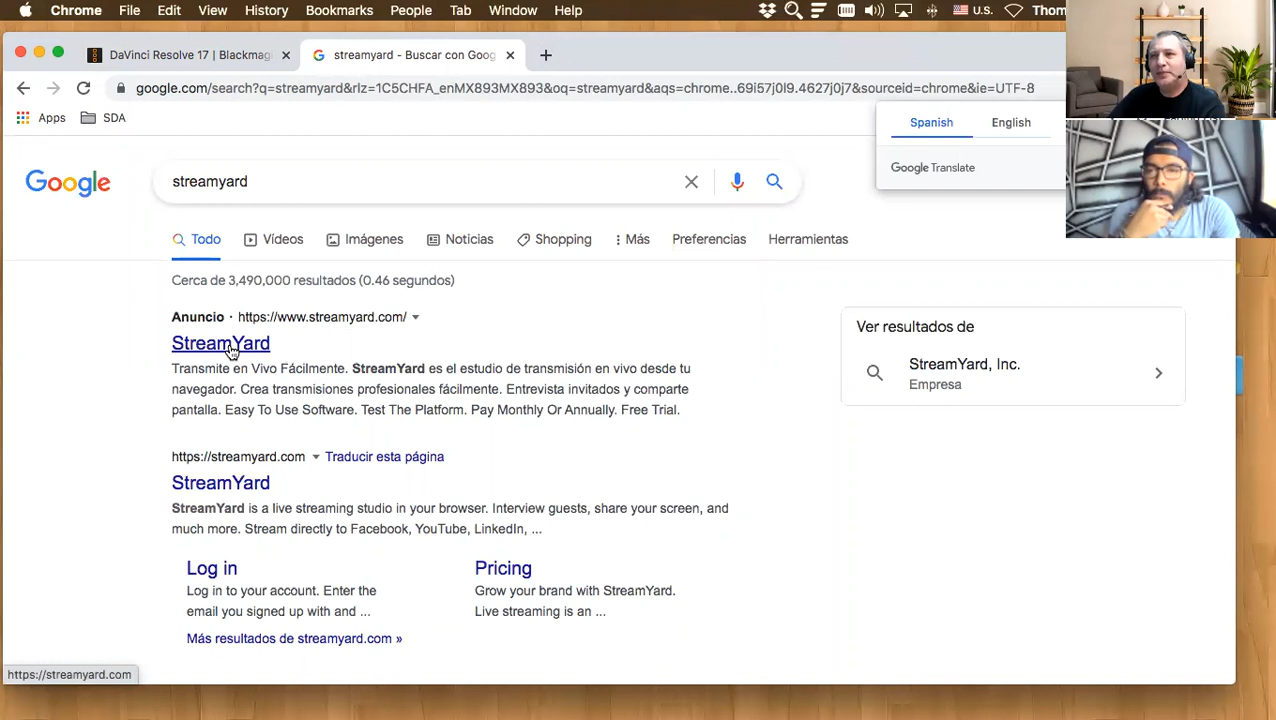 Chrome File Edit View History Bookmarks People Tab Window Help U.S. Thom
DaVinci Resolve 17 | Blackmagi
streamyard - Buscar con Goog
google.com/search?q=streamyard&rlz=1C5CHFA_enMX893MX893&oq=streamyard&aqs=chrome..69i57j0l9.4627j0j7&sourceid=chrome&ie=UTF-8
Apps SDA
Spanish English
Google Translate
Google
streamyard
Todo Vídeos Imágenes Noticias Shopping Más Preferencias Herramientas
Cerca de 3,490,000 resultados (0.46 segundos)
Anuncio · https://www.streamyard.com/
StreamYard
Transmite en Vivo Fácilmente. StreamYard es el estudio de transmisión en vivo desde tu
navegador. Crea transmisiones profesionales fácilmente. Entrevista invitados y comparte
pantalla. Easy To Use Software. Test The Platform. Pay Monthly Or Annually. Free Trial.
https://streamyard.com Traducir esta página
StreamYard
StreamYard is a live streaming studio in your browser. Interview guests, share your screen, and
much more. Stream directly to Facebook, YouTube, LinkedIn, ...
Log in
Log in to your account. Enter the
email you signed up with and ...
Pricing
Grow your brand with StreamYard.
Live streaming is an ...
Más resultados de streamyard.com »
Ver resultados de
StreamYard, Inc.
Empresa
https://streamyard.com